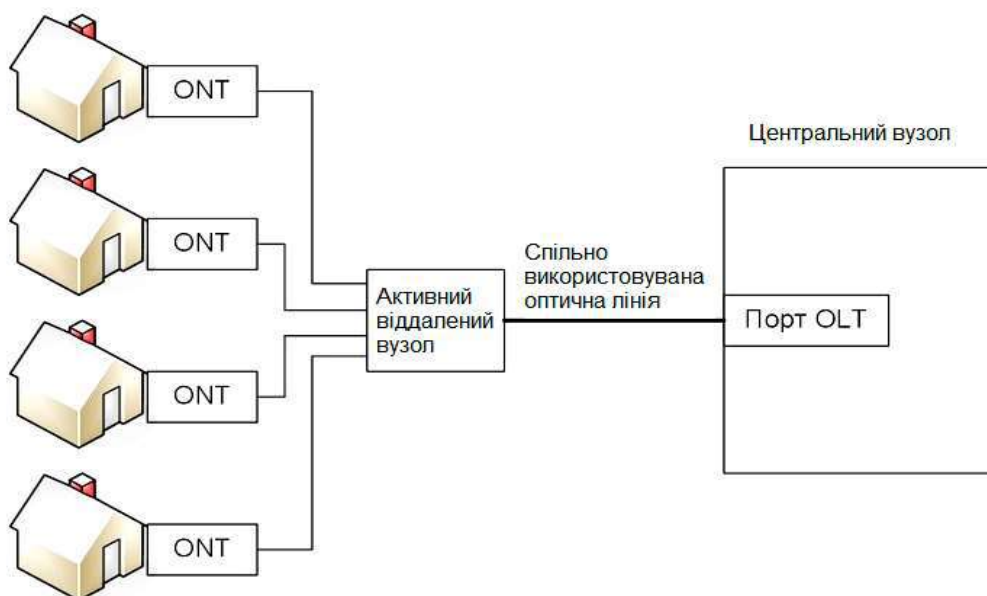 ONT
Центральний вузол
ONT
Спільно
використовувана
оптична лінія
Активний
віддалений
вузол
Порт OLT
ONT
ONT